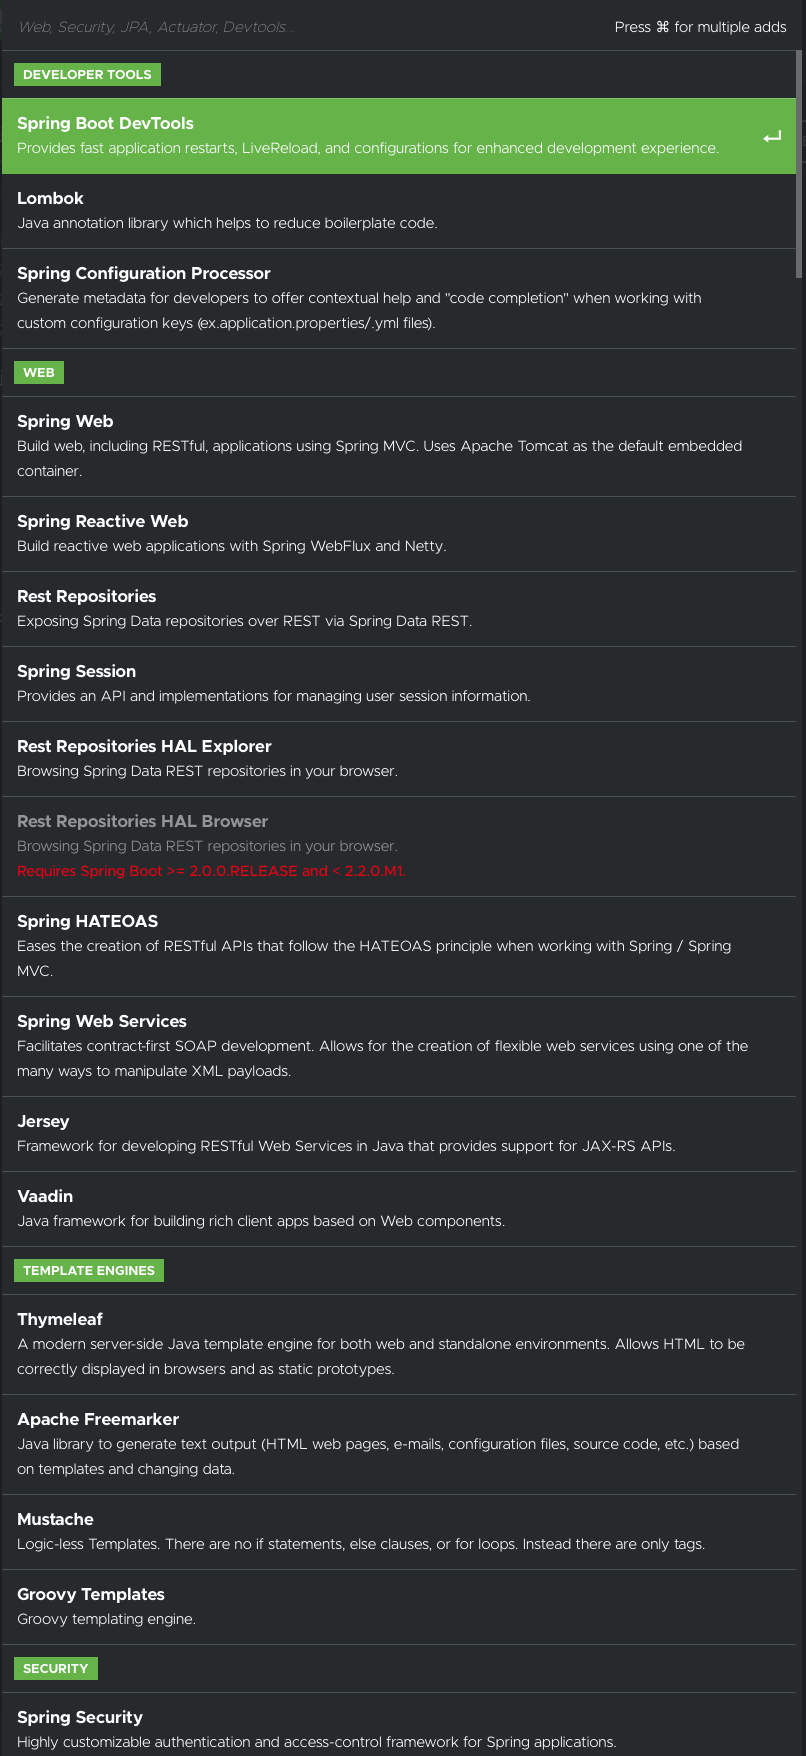 Web, Security, JPA, Actuator, Devtools...
Press ⌘ for multiple adds
DEVELOPER TOOLS
Spring Boot DevTools
Provides fast application restarts, LiveReload, and configurations for enhanced development experience.
Lombok
Java annotation library which helps to reduce boilerplate code.
Spring Configuration Processor
Generate metadata for developers to offer contextual help and "code completion" when working with
custom configuration keys (ex.application.properties/.yml files).
WEB
Spring Web
Build web, including RESTful, applications using Spring MVC. Uses Apache Tomcat as the default embedded
container.
Spring Reactive Web
Build reactive web applications with Spring WebFlux and Netty.
Rest Repositories
Exposing Spring Data repositories over REST via Spring Data REST.
Spring Session
Provides an API and implementations for managing user session information.
Rest Repositories HAL Explorer
Browsing Spring Data REST repositories in your browser.
Rest Repositories HAL Browser
Browsing Spring Data REST repositories in your browser.
Requires Spring Boot >= 2.0.0.RELEASE and < 2.2.0.M1.
Spring HATEOAS
Eases the creation of RESTful APIs that follow the HATEOAS principle when working with Spring / Spring
MVC.
Spring Web Services
Facilitates contract-first SOAP development. Allows for the creation of flexible web services using one of the
many ways to manipulate XML payloads.
Jersey
Framework for developing RESTful Web Services in Java that provides support for JAX-RS APIs.
Vaadin
Java framework for building rich client apps based on Web components.
TEMPLATE ENGINES
Thymeleaf
A modern server-side Java template engine for both web and standalone environments. Allows HTML to be
correctly displayed in browsers and as static prototypes.
Apache Freemarker
Java library to generate text output (HTML web pages, e-mails, configuration files, source code, etc.) based
on templates and changing data.
Mustache
Logic-less Templates. There are no if statements, else clauses, or for loops. Instead there are only tags.
Groovy Templates
Groovy templating engine.
SECURITY
Spring Security
Highly customizable authentication and access-control framework for Spring applications.